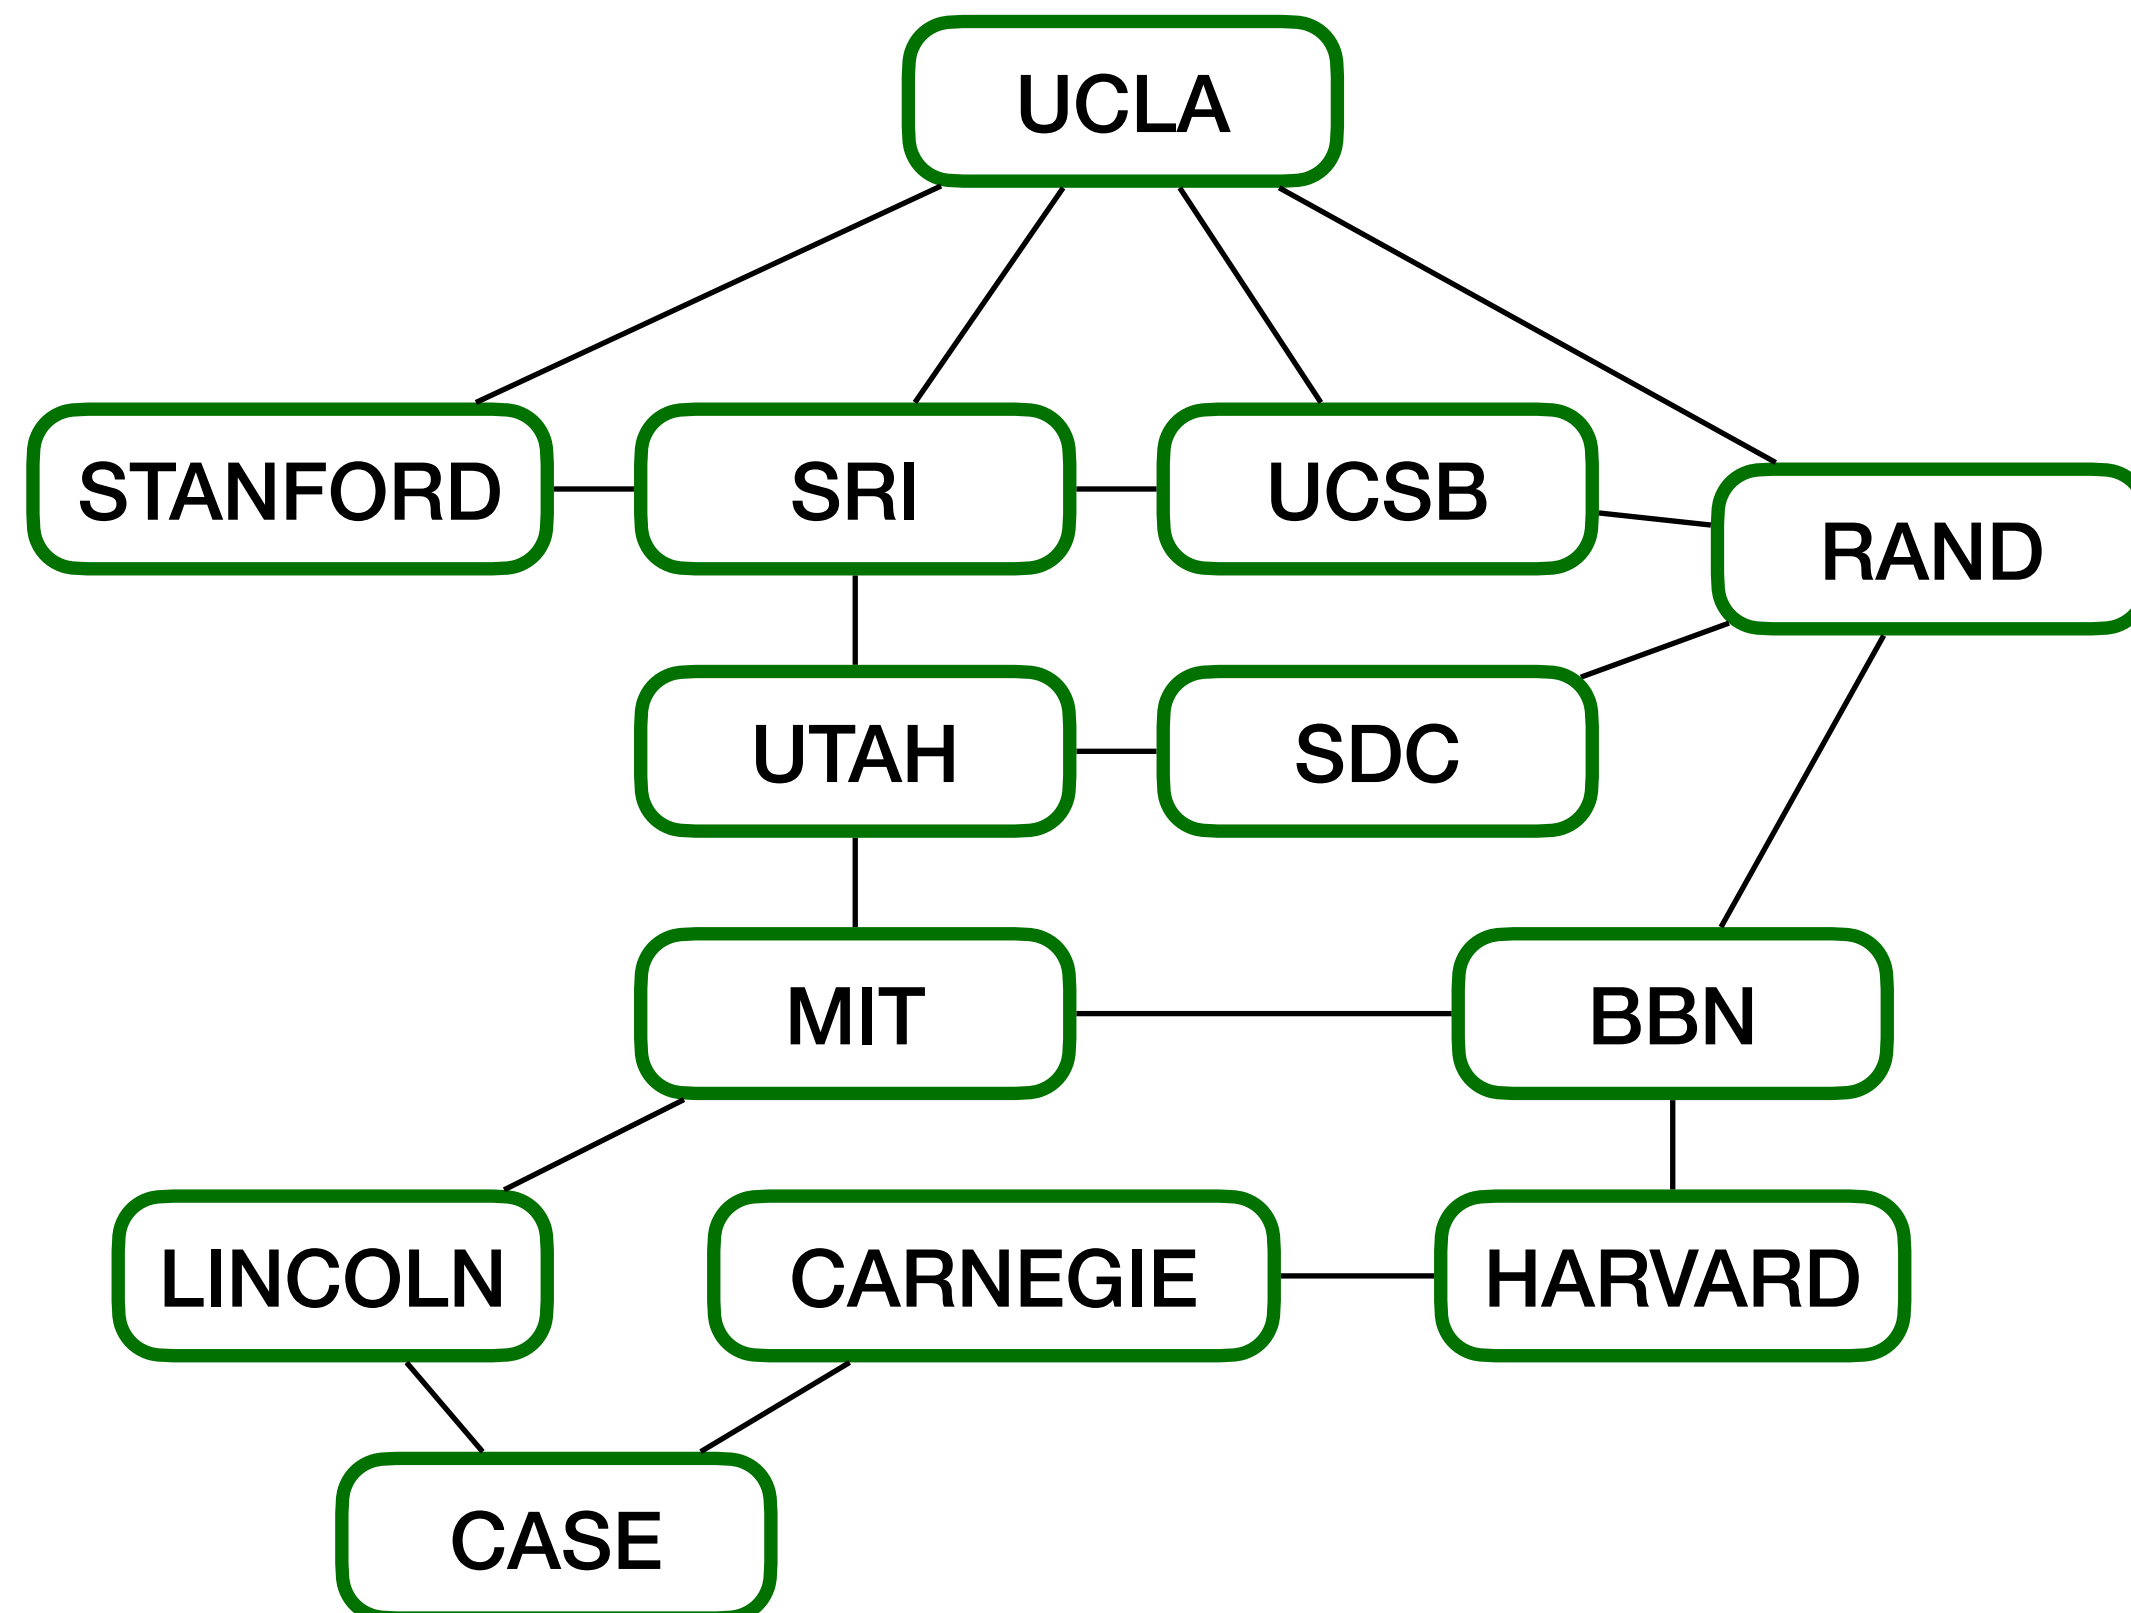 UCLA
STANFORD
SRI
UCSB
RAND
UTAH
SDC
MIT
BBN
LINCOLN
CARNEGIE
HARVARD
CASE